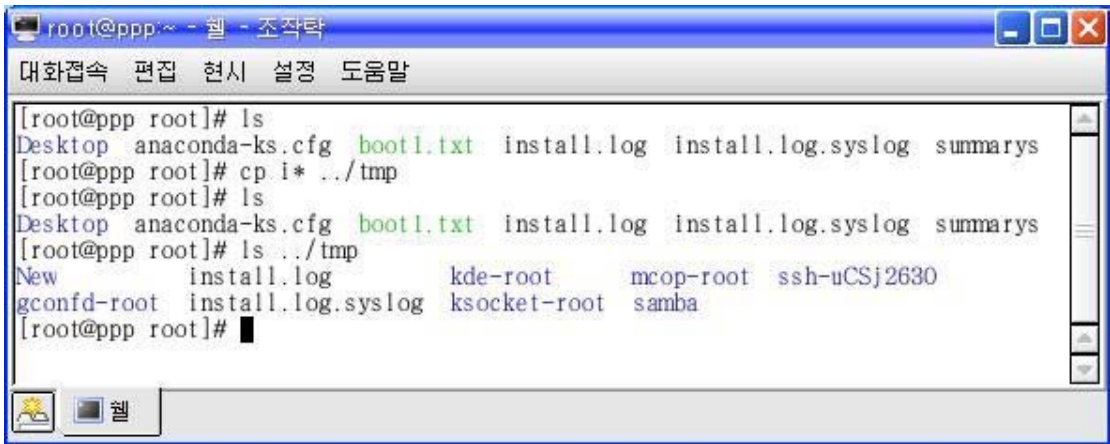 root@ppp:~ - 쉘 - 조작탁
대화접속 편집 현시 설정 도움말
[root@ppp root]# ls
Desktop anaconda-ks.cfg boot1.txt install.log install.log.syslog summarys
[root@ppp root]# cp i* ../tmp
[root@ppp root]# ls
Desktop anaconda-ks.cfg boot1.txt install.log install.log.syslog summarys
[root@ppp root]# ls ../tmp
New install.log kde-root mcop-root ssh-uCSj2630
gconfd-root install.log.syslog ksocket-root samba
[root@ppp root]#
쉘